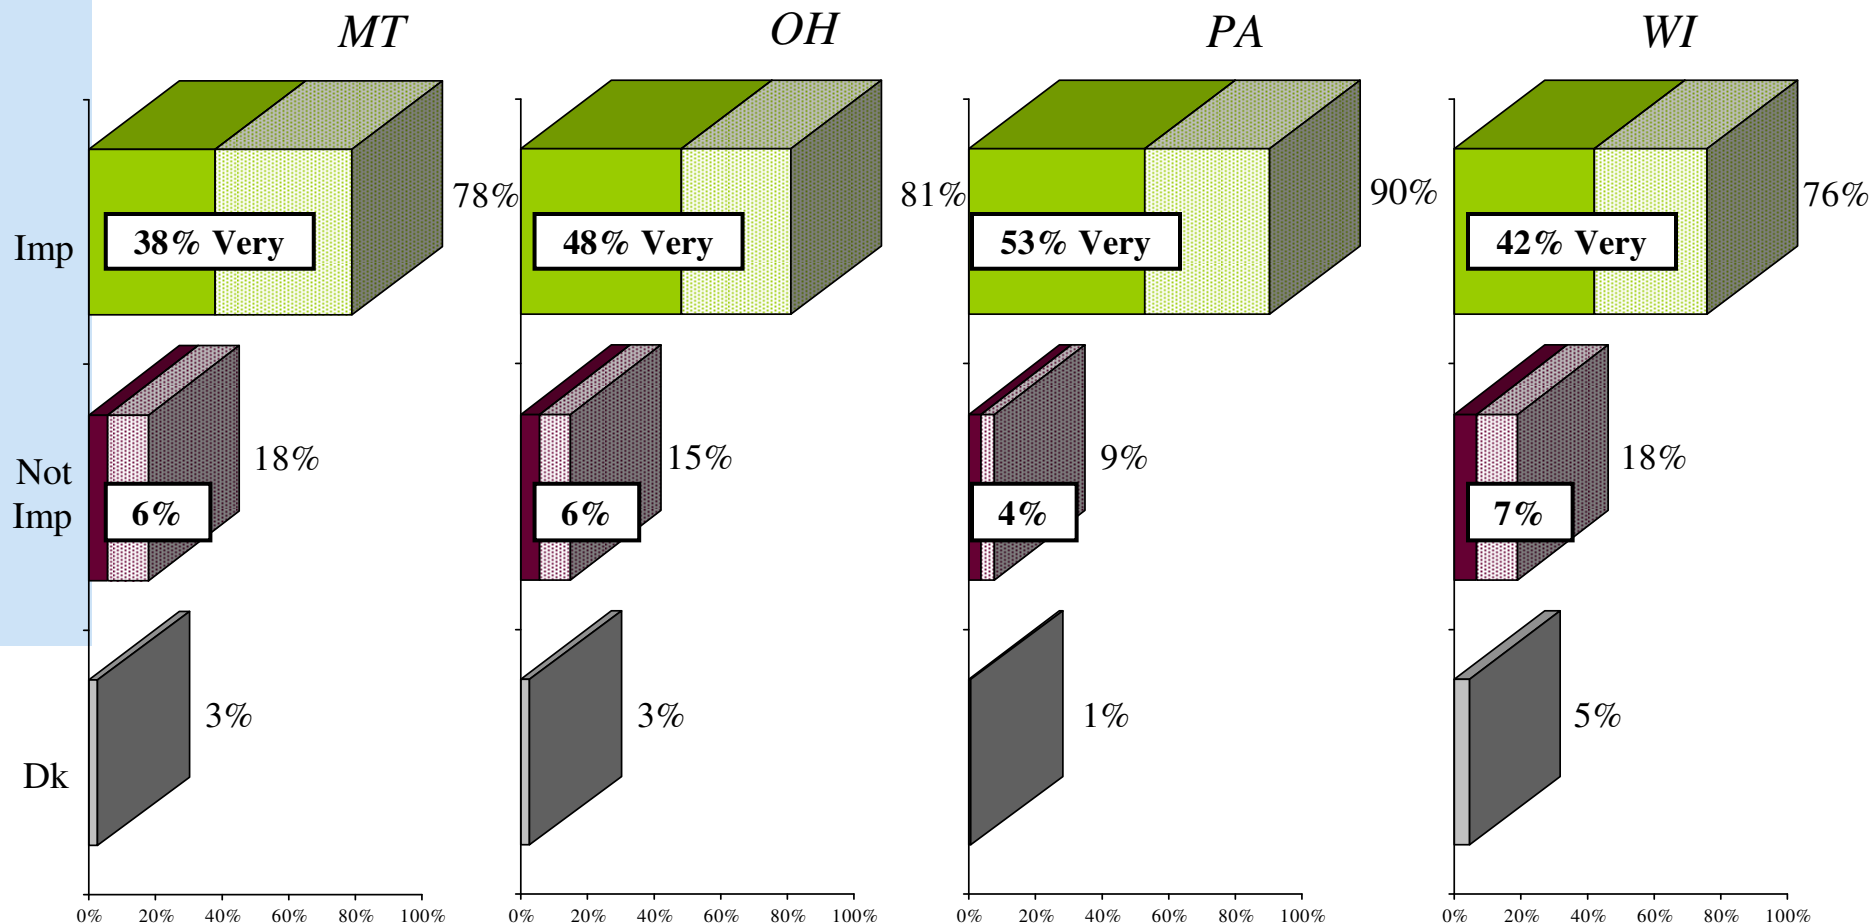 MT
OH
PA
WI
Imp
38% Very
78%
48% Very
81%
53% Very
90%
42% Very
76%
Not
Imp
6%
18%
6%
15%
4%
9%
7%
18%
Dk
3%
3%
1%
5%
0% 20% 40% 60% 80% 100%
0% 20% 40% 60% 80% 100%
0% 20% 40% 60% 80% 100%
0% 20% 40% 60% 80% 100%